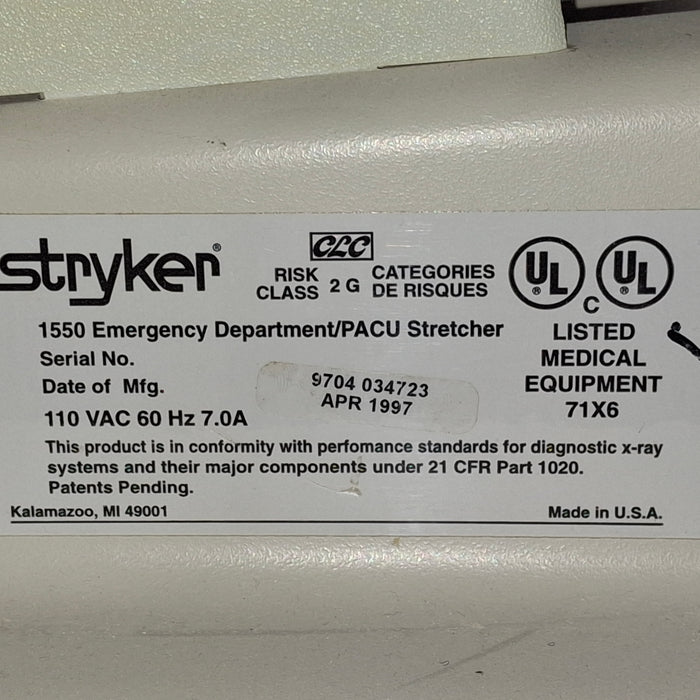 stryker®
CLC
RISK CLASS 2 G CATEGORIES DE RISQUES
UL® C UL®
1550 Emergency Department/PACU Stretcher
LISTED
MEDICAL
EQUIPMENT
71X6
Serial No.
Date of Mfg.
9704 034723
APR 1997
110 VAC 60 Hz 7.0A
This product is in conformity with perfomance standards for diagnostic x-ray
systems and their major components under 21 CFR Part 1020.
Patents Pending.
Kalamazoo, MI 49001
Made in U.S.A.